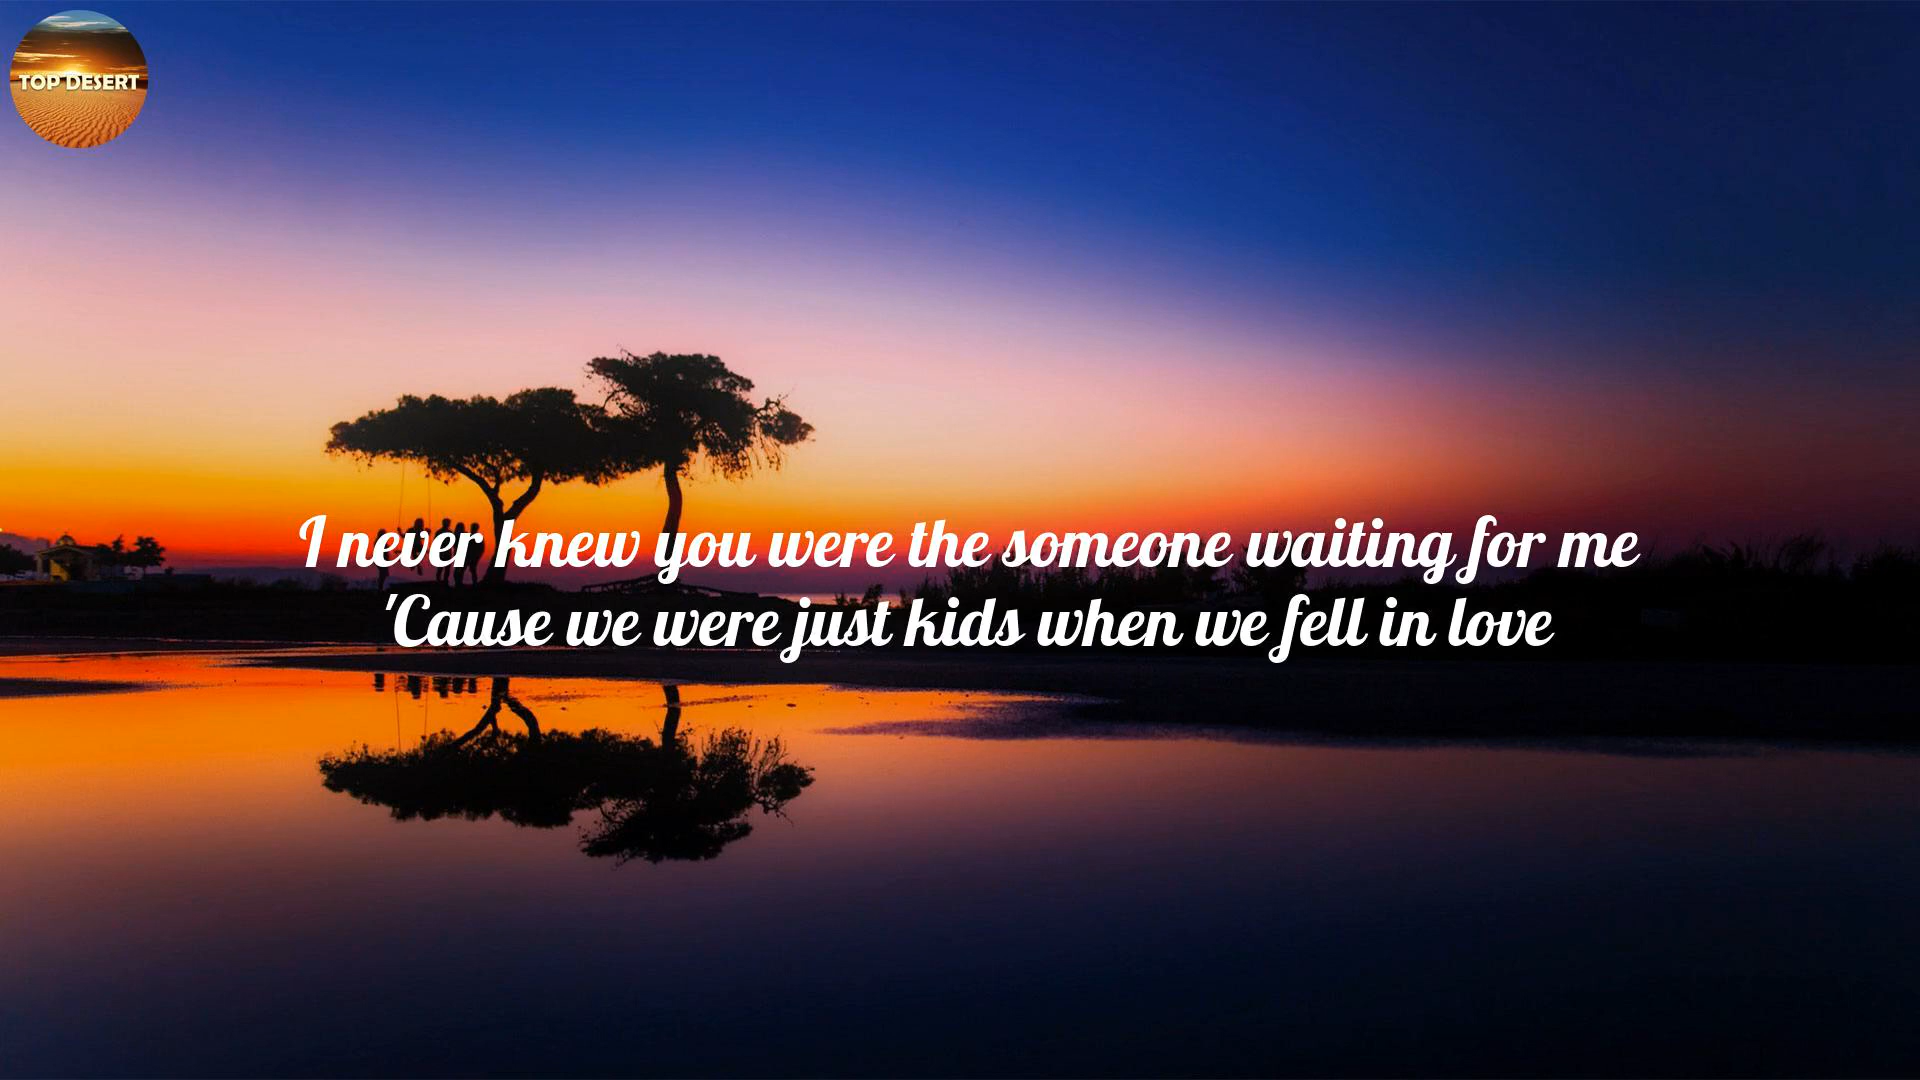 TOP DESERT
I never knew you were the someone waiting for me
'Cause we were just kids when we fell in love